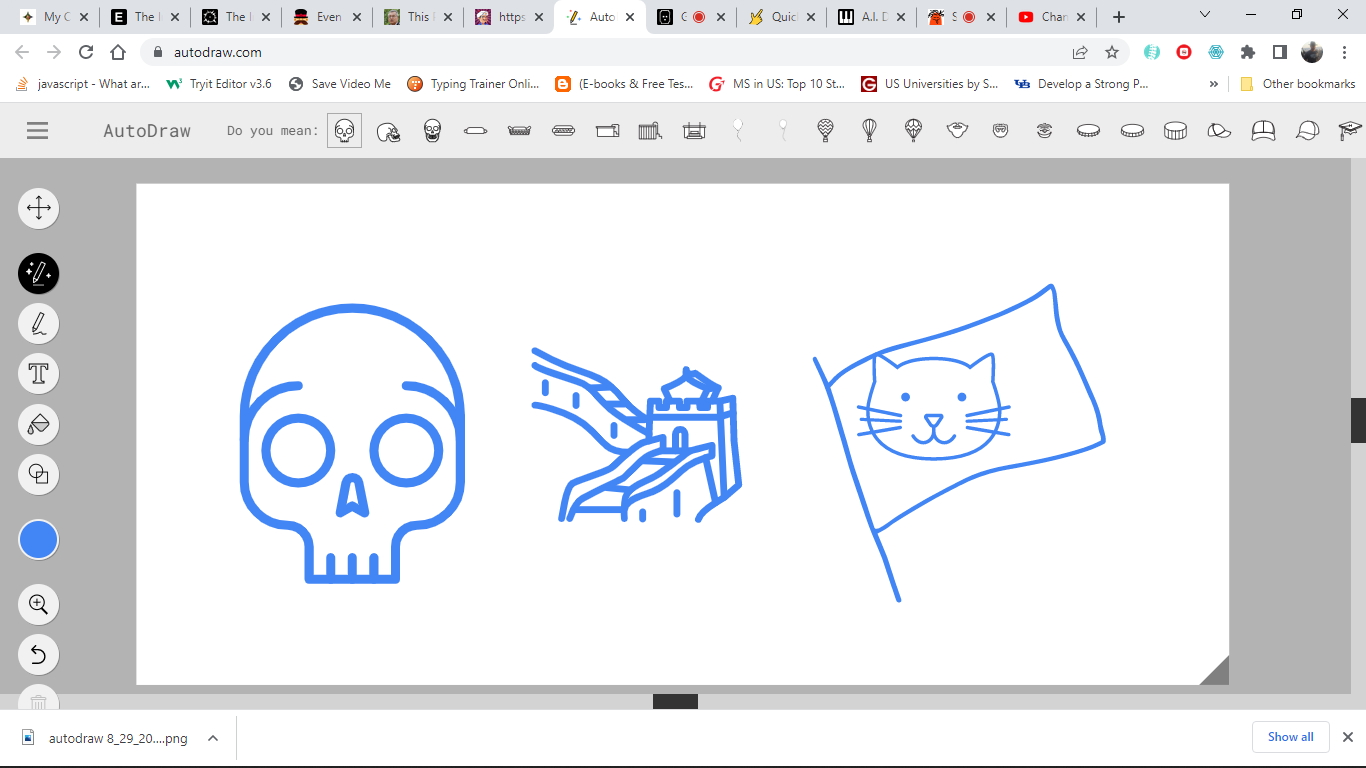 My C
The I
The I
Even
This I
https
Auto
G
Quic
A.I. D
S
Chan
autodraw.com
javascript - What ar...
Tryit Editor v3.6
Save Video Me
Typing Trainer Onli...
(E-books & Free Tes...
MS in US: Top 10 St...
US Universities by S...
Develop a Strong P...
»
Other bookmarks
AutoDraw
Do you mean:
autodraw 8_29_20....png
Show all